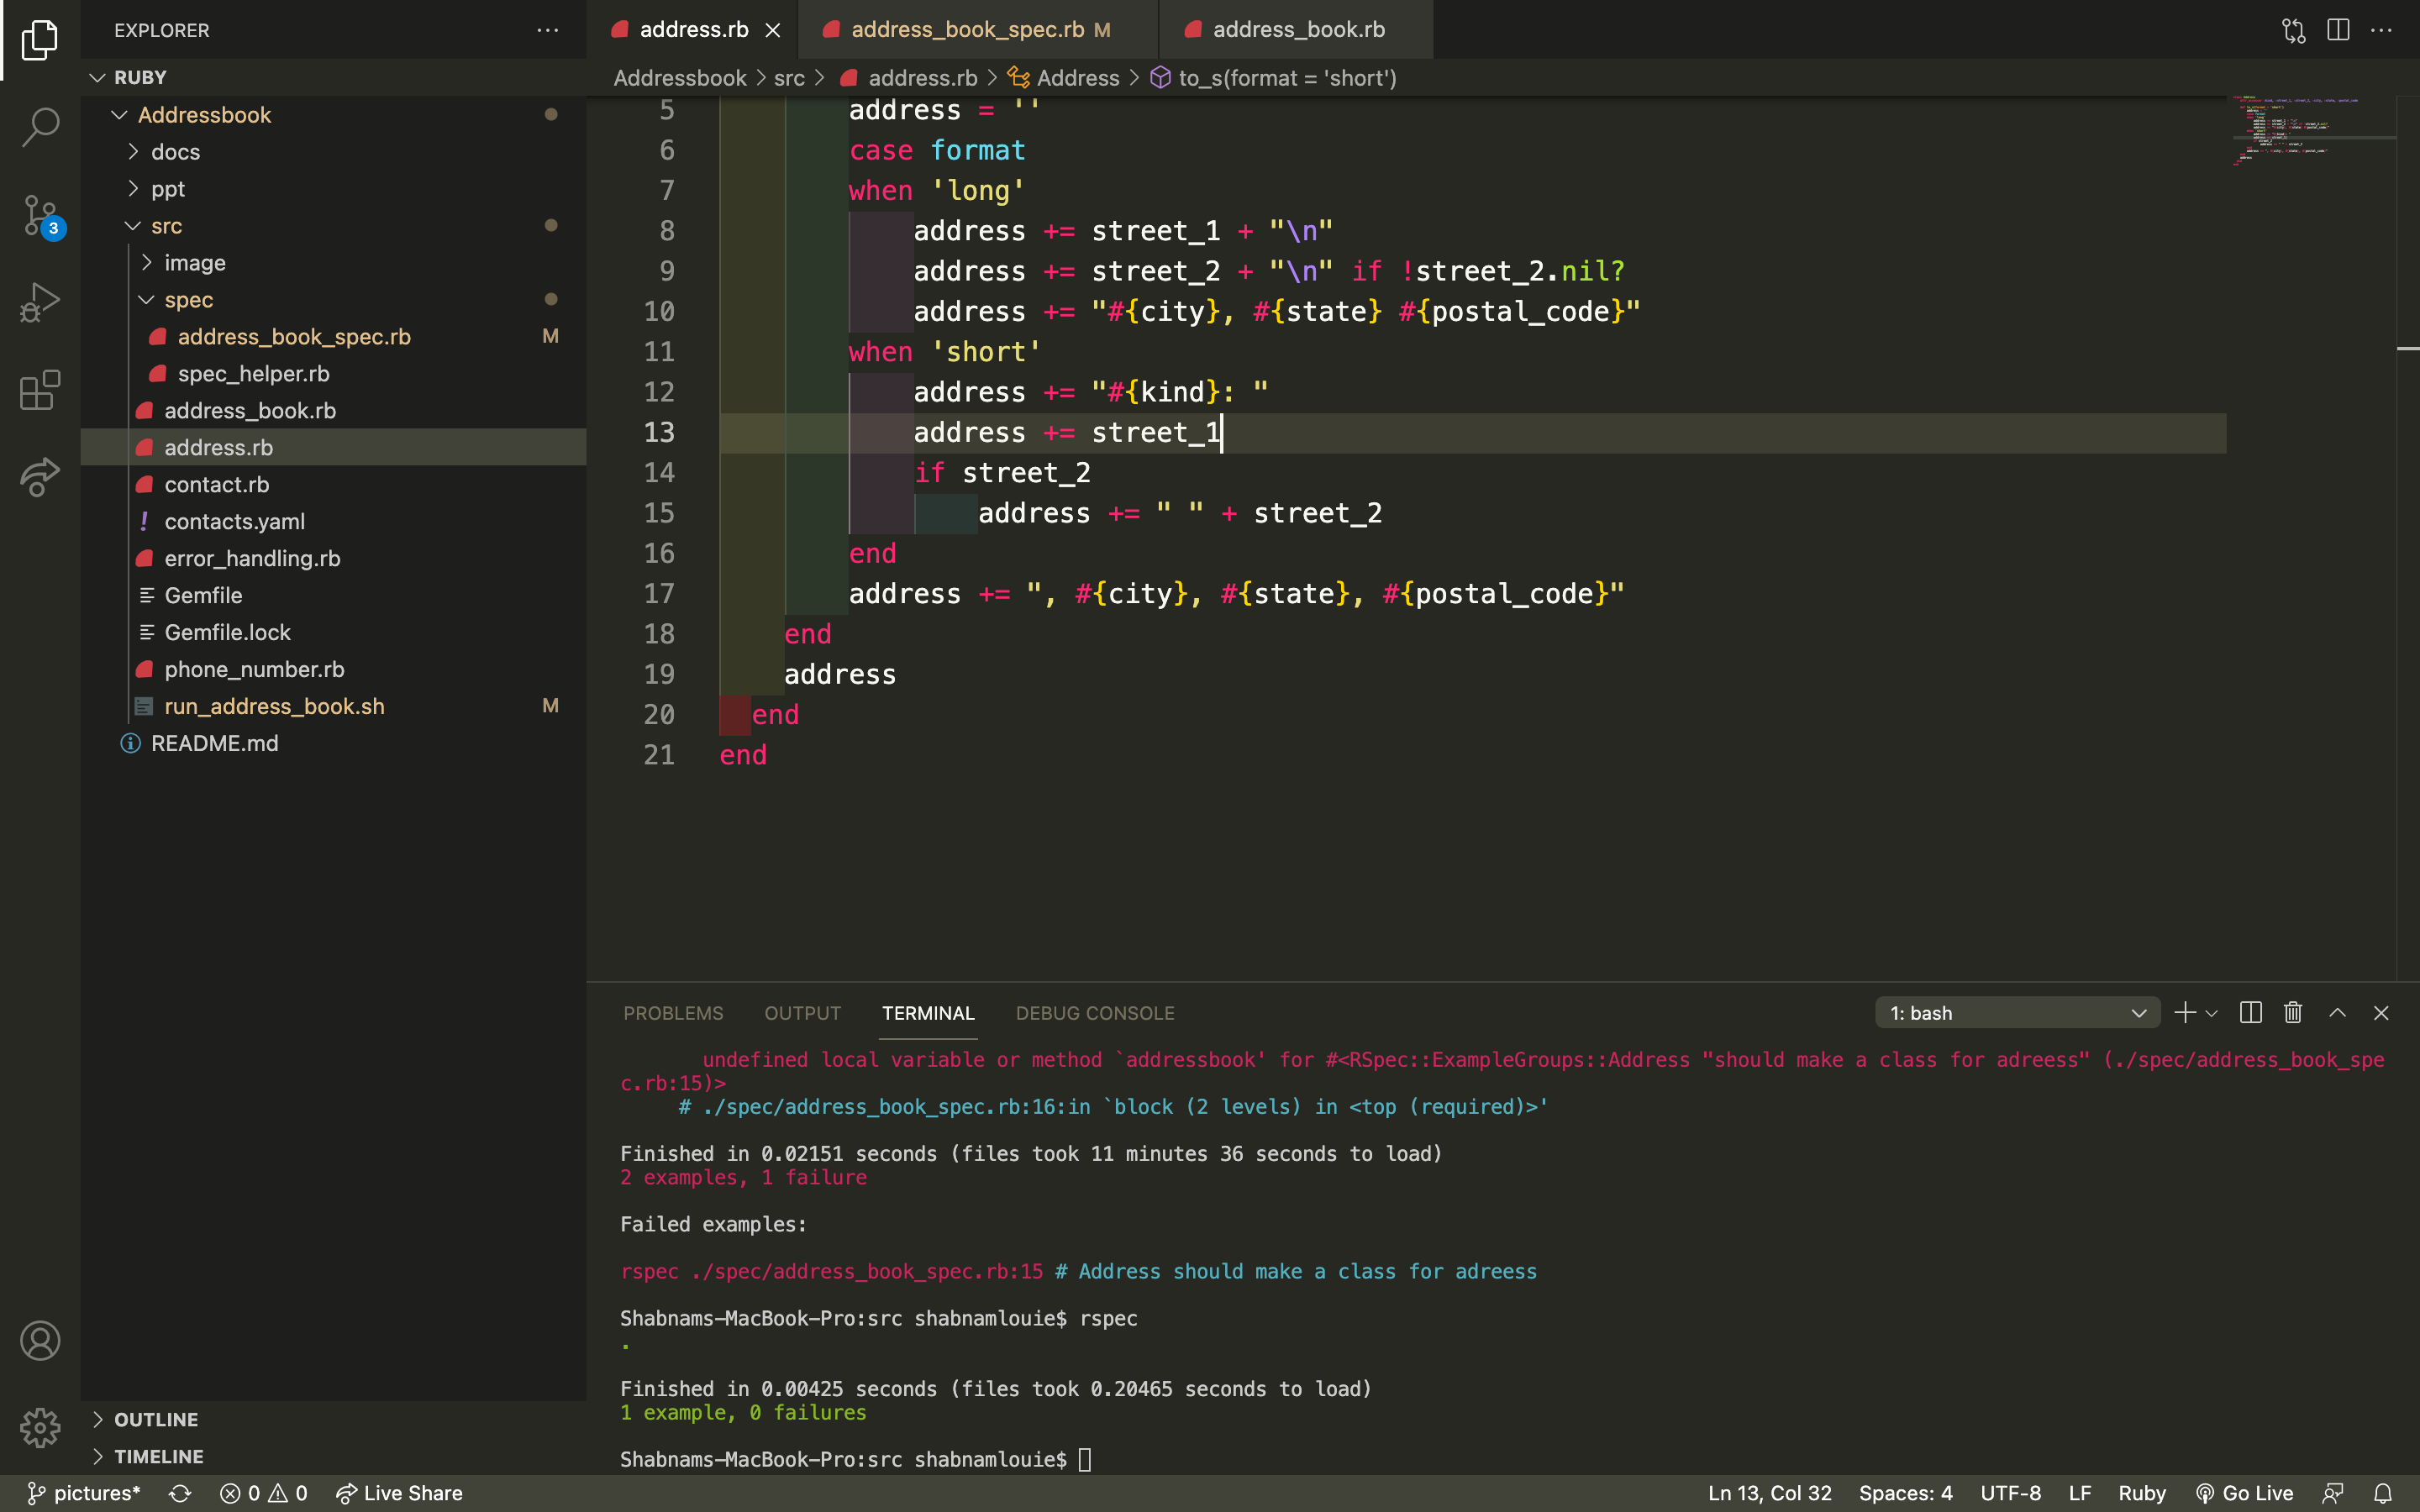 EXPLORER
RUBY
Addressbook
docs
ppt
src
image
spec
address_book_spec.rb M
spec_helper.rb
address_book.rb
address.rb
contact.rb
! contacts.yaml
error_handling.rb
Gemfile
Gemfile.lock
phone_number.rb
run_address_book.sh M
README.md
OUTLINE
TIMELINE
3
address.rb
address_book_spec.rb M
address_book.rb
Addressbook > src > address.rb > Address > to_s(format = 'short')
5 address = ''
6 case format
7 when 'long'
8 address += street_1 + "\n"
9 address += street_2 + "\n" if !street_2.nil?
10 address += "#{city}, #{state} #{postal_code}"
11 when 'short'
12 address += "#{kind}: "
13 address += street_1
14 if street_2
15 address += " " + street_2
16 end
17 address += ", #{city}, #{state}, #{postal_code}"
18 end
19 address
20 end
21 end
PROBLEMS OUTPUT TERMINAL DEBUG CONSOLE
1: bash
undefined local variable or method `addressbook' for #<RSpec::ExampleGroups::Address "should make a class for adreess" (./spec/address_book_spe
c.rb:15)>
# ./spec/address_book_spec.rb:16:in `block (2 levels) in <top (required)>'
Finished in 0.02151 seconds (files took 11 minutes 36 seconds to load)
2 examples, 1 failure
Failed examples:
rspec ./spec/address_book_spec.rb:15 # Address should make a class for adreess
Shabnams-MacBook-Pro:src shabnamlouie$ rspec
.
Finished in 0.00425 seconds (files took 0.20465 seconds to load)
1 example, 0 failures
Shabnams-MacBook-Pro:src shabnamlouie$
pictures* 0 0 Live Share
Ln 13, Col 32 Spaces: 4 UTF-8 LF Ruby Go Live